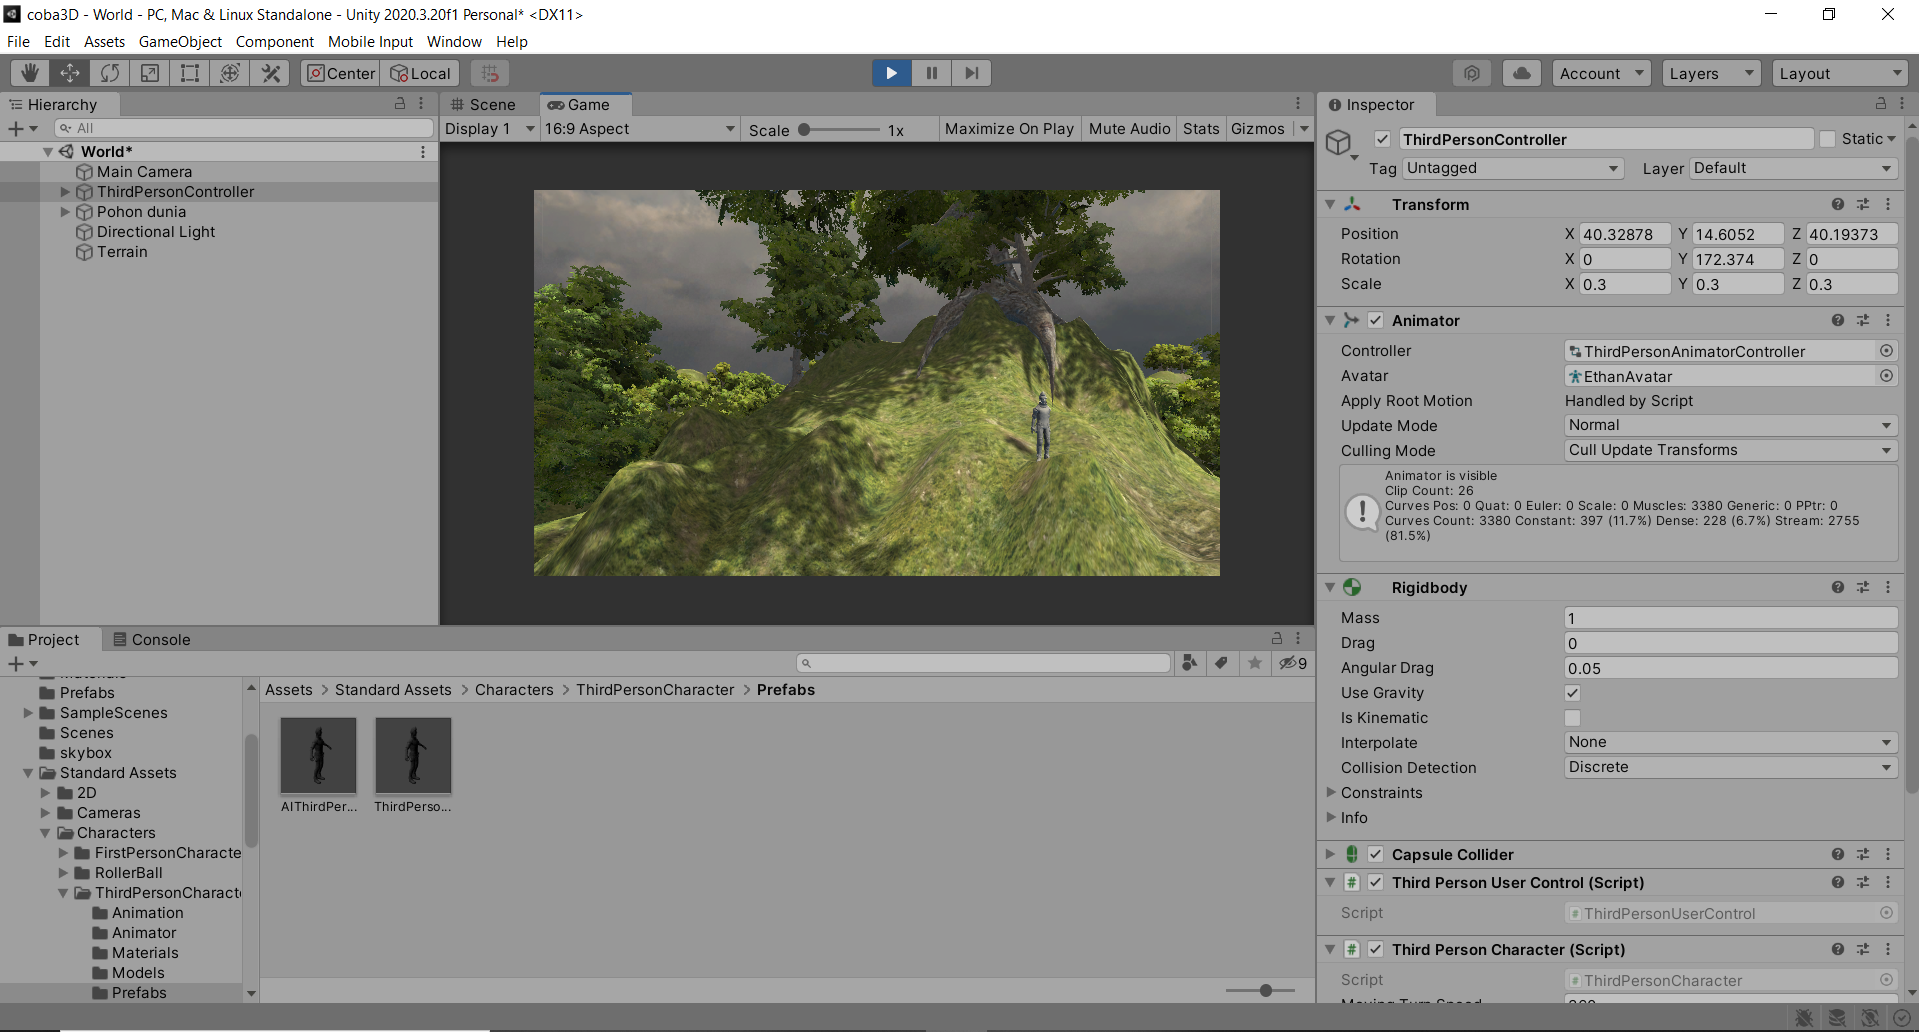 coba3D - World - PC, Mac & Linux Standalone - Unity 2020.3.20f1 Personal* <DX11>
File Edit Assets GameObject Component Mobile Input Window Help
Center Local Account Layers Layout
Hierarchy
All
World*
Main Camera
ThirdPersonController
Pohon dunia
Directional Light
Terrain
Scene Game
Display 1 16:9 Aspect Scale 1x Maximize On Play Mute Audio Stats Gizmos
Inspector
ThirdPersonController Static
Tag Untagged Layer Default
Transform
Position X 40.32878 Y 14.6052 Z 40.19373
Rotation X 0 Y 172.374 Z 0
Scale X 0.3 Y 0.3 Z 0.3
Animator
Controller ThirdPersonAnimatorController
Avatar EthanAvatar
Apply Root Motion Handled by Script
Update Mode Normal
Culling Mode Cull Update Transforms
Animator is visible
Clip Count: 26
Curves Pos: 0 Quat: 0 Euler: 0 Scale: 0 Muscles: 3380 Generic: 0 PPtr: 0
Curves Count: 3380 Constant: 397 (11.7%) Dense: 228 (6.7%) Stream: 2755
(81.5%)
Rigidbody
Mass 1
Drag 0
Angular Drag 0.05
Use Gravity
Is Kinematic
Interpolate None
Collision Detection Discrete
Constraints
Info
Capsule Collider
Third Person User Control (Script)
Script ThirdPersonUserControl
Third Person Character (Script)
Script ThirdPersonCharacter
Moving Turn Speed 360
Project Console
9
Materials
Prefabs
SampleScenes
Scenes
skybox
Standard Assets
2D
Cameras
Characters
FirstPersonCharacte
RollerBall
ThirdPersonCharacte
Animation
Animator
Materials
Models
Prefabs
Assets > Standard Assets > Characters > ThirdPersonCharacter > Prefabs
AIThirdPer... ThirdPerso...